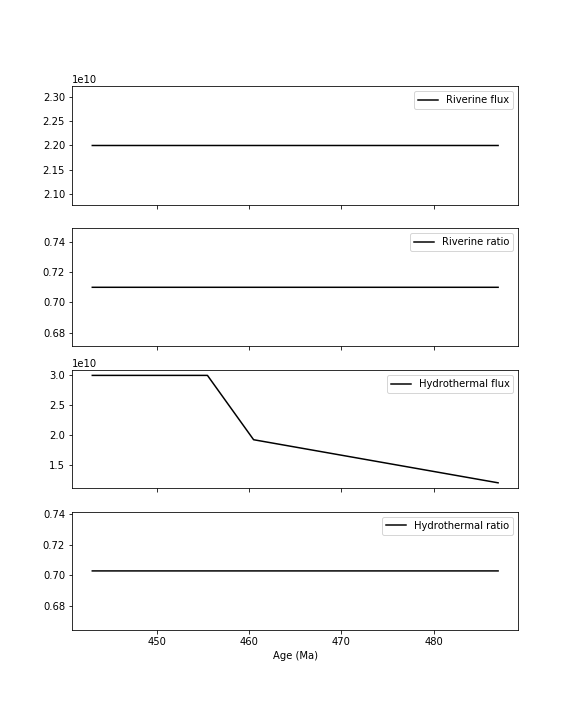 1e10
Riverine flux
2.30
2.25
2.20
2.15
2.10
Riverine ratio
0.74
0.72
0.70
0.68
1e10
Hydrothermal flux
3.0
2.5
2.0
1.5
Hydrothermal ratio
0.74
0.72
0.70
0.68
450 460 470 480
Age (Ma)